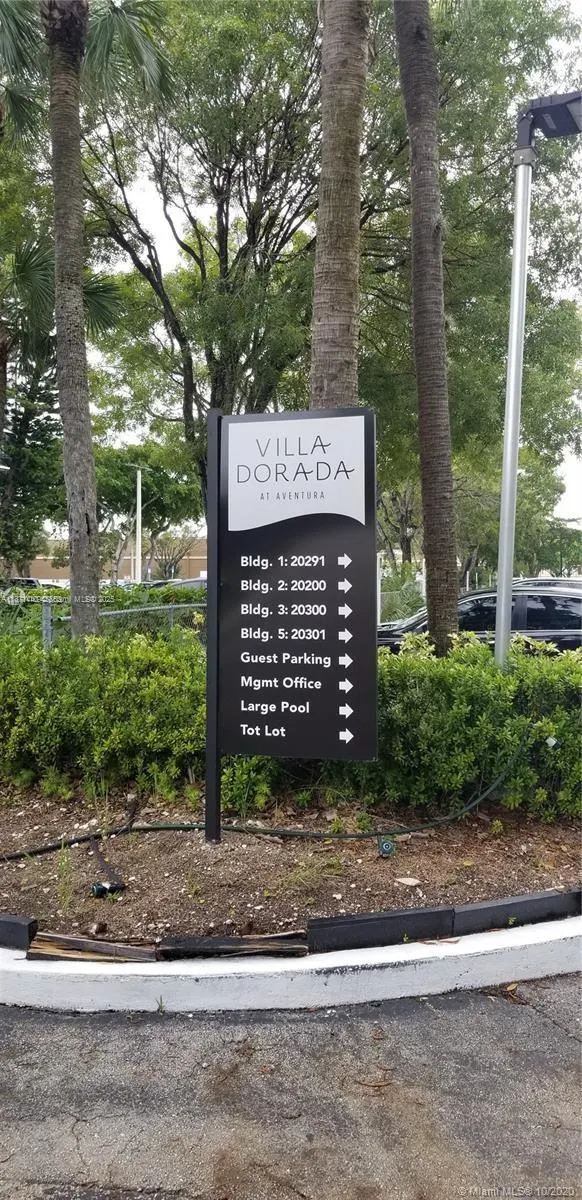 VILLA
DORADA
AT AVENTURA
Bldg. 1: 20291
Bldg. 2: 20200
Bldg. 3: 20300
Bldg. 5: 20301
Guest Parking
Mgmt Office
Large Pool
Tot Lot
© Miami MLS® 10/2020